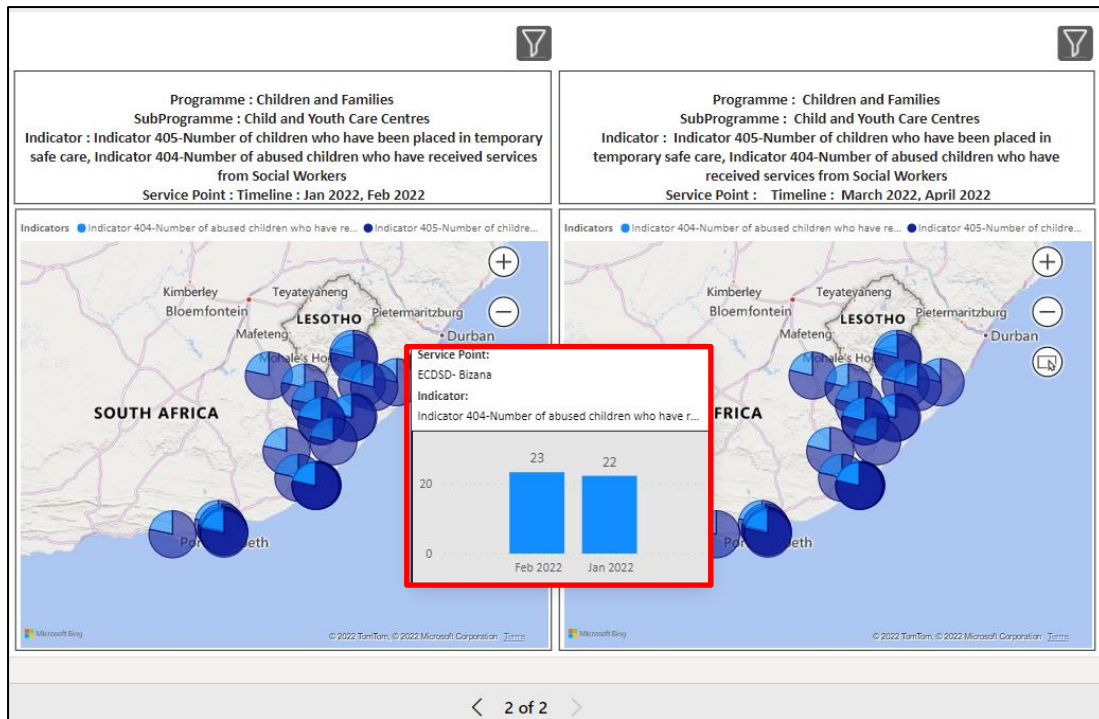 Programme : Children and Families
SubProgramme : Child and Youth Care Centres
Indicator : Indicator 405-Number of children who have been placed in temporary
safe care, Indicator 404-Number of abused children who have received services
from Social Workers
Service Point : Timeline : Jan 2022, Feb 2022
Indicators Indicator 404-Number of abused children who have re... Indicator 405-Number of childre...
Kimberley
Teyateyaneng
Bloemfontein
LESOTHO
Pietermaritzburg
Mafeteng
Durban
Mohale's Hoek
SOUTH AFRICA
Microsoft Bing
© 2022 TomTom, © 2022 Microsoft Corporation Terms
Service Point:
ECDSD- Bizana
Indicator:
Indicator 404-Number of abused children who have r...
23
22
20
0
Feb 2022
Jan 2022
Programme : Children and Families
SubProgramme : Child and Youth Care Centres
Indicator : Indicator 405-Number of children who have been placed in
temporary safe care, Indicator 404-Number of abused children who have
received services from Social Workers
Service Point : Timeline : March 2022, April 2022
Indicators Indicator 404-Number of abused children who have re... Indicator 405-Number of childre...
Kimberley
Teyateyaneng
Bloemfontein
LESOTHO
Pietermaritzburg
Mafeteng
Durban
FRICA
Microsoft Bing
© 2022 TomTom, © 2022 Microsoft Corporation Terms
2 of 2